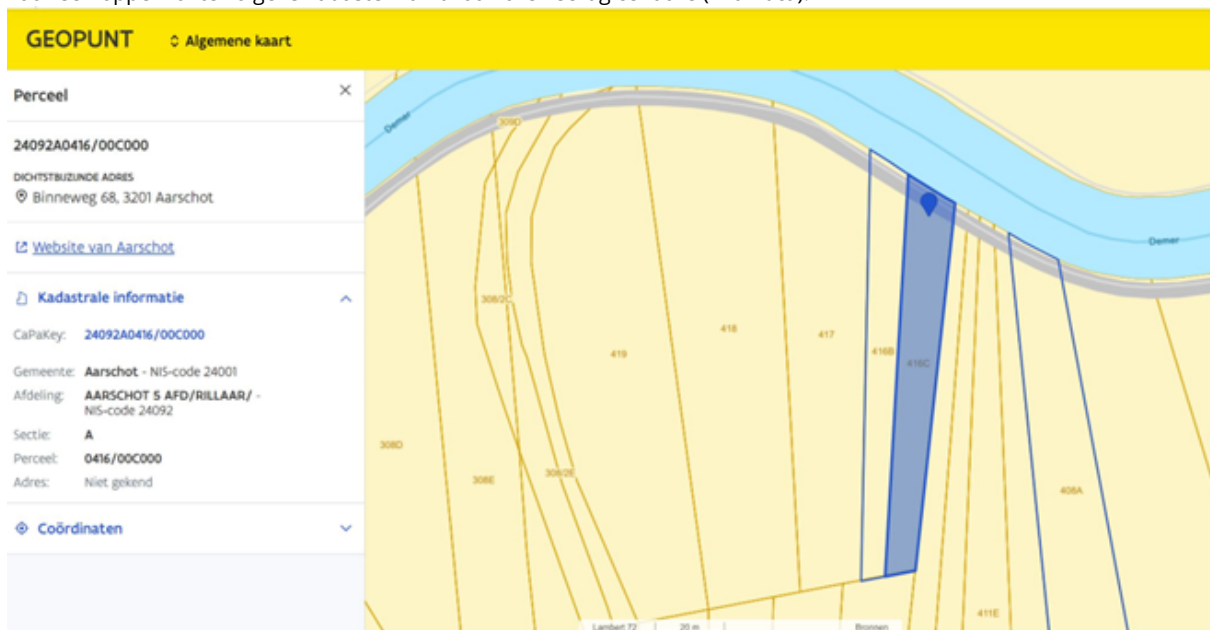 GEOPUNT
Algemene kaart
Perceel
24092A0416/00C000
DICHTSTBIJZIJNDE ADRES
Binneweg 68, 3201 Aarschot
Website van Aarschot
Kadastrale informatie
CaPaKey: 24092A0416/00C000
Gemeente: Aarschot - NIS-code 24001
Afdeling: AARSCHOT 5 AFD/RILLAAR/ -
NIS-code 24092
Sectie: A
Perceel: 0416/00C000
Adres: Niet gekend
Coördinaten
Demer
309D
308/2C
419
418
417
416B
416C
Demer
308D
308E
308/2E
408A
411E
Lambert 72
20 m
Bronnen